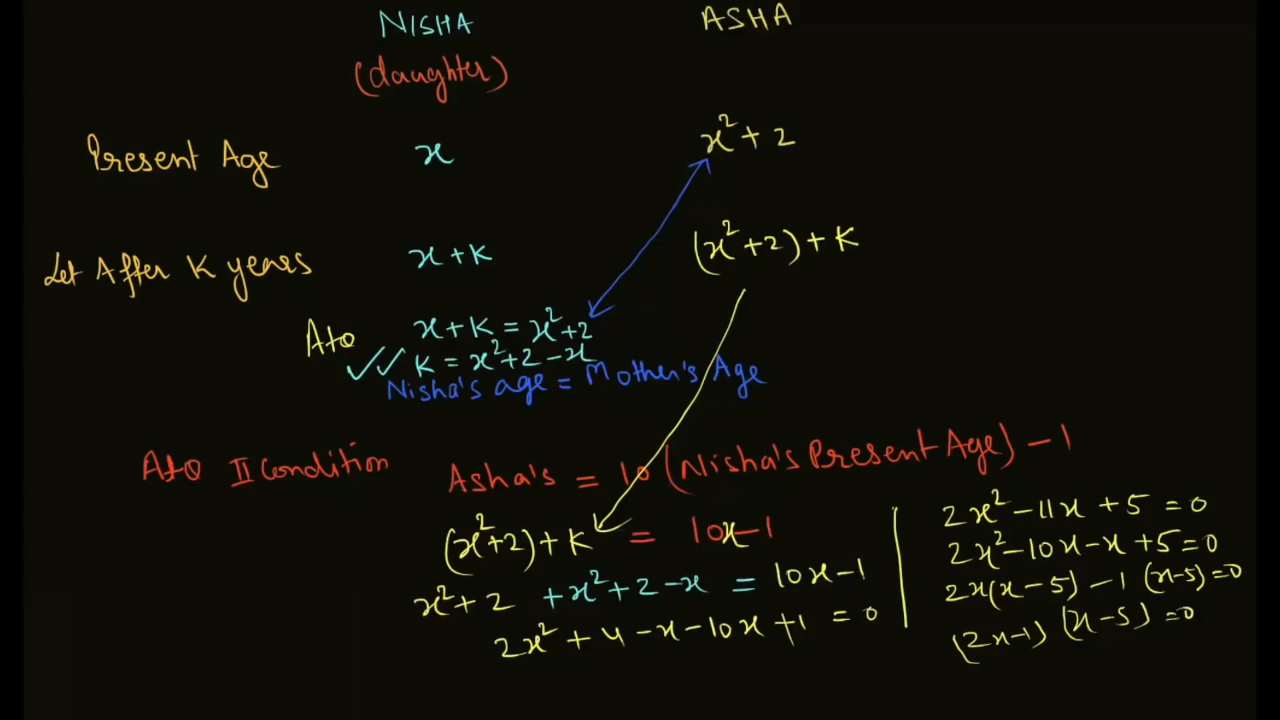 NISHA ASHA
(daughter)
Present Age x x²+2
Let After K years x+K (x²+2)+K
Ato x+K = x²+2
✓✓ K = x²+2-x
Nisha's age = Mother's Age
Ato II Condition Asha's = 10 (Nisha's Present Age) -1
(x²+2)+K = 10x-1
x²+2 +x²+2-x = 10x-1
2x²+4-x-10x+1 = 0
2x²-11x+5=0
2x²-10x-x+5=0
2x(x-5)-1(x-5)=0
(2x-1)(x-5)=0